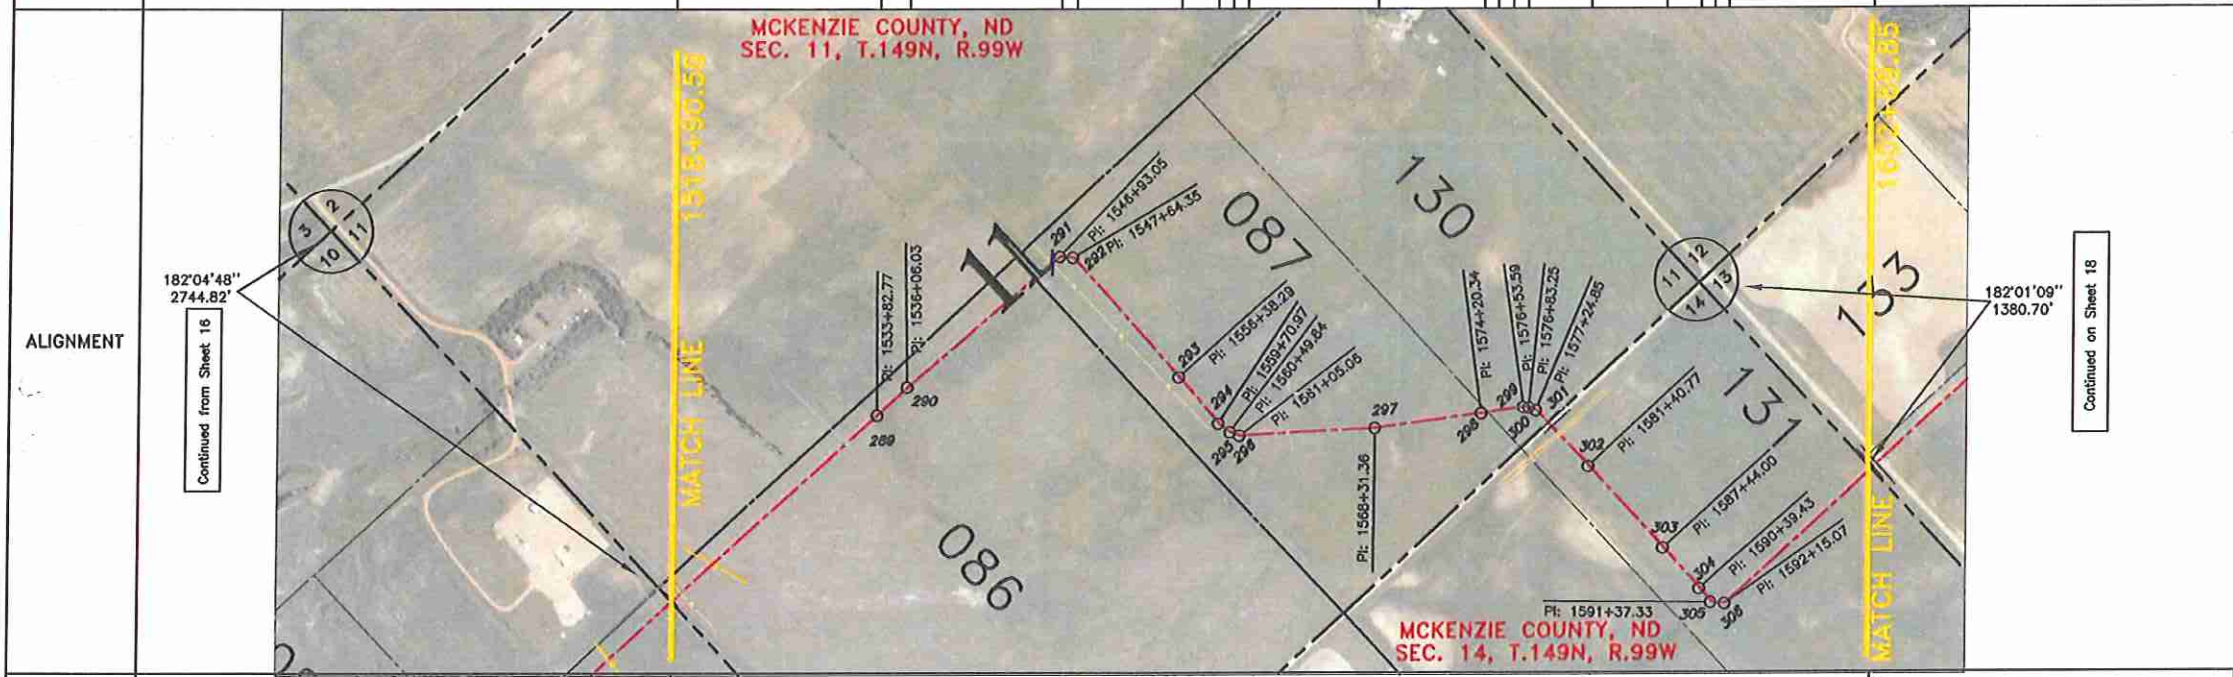 MCKENZIE COUNTY, ND
SEC. 11, T.149N, R.99W
ALIGNMENT
Continued from Sheet 16
182°04'48"
2744.82'
3
2
10
11
MATCH LINE 1518+90.59
PI: 1533+82.77
289
PI: 1536+06.03
290
11
291
PI: 1546+93.05
292
PI: 1547+64.35
087
086
130
293
PI: 1556+38.29
294
PI: 1559+70.97
295
PI: 1560+49.64
296
PI: 1561+05.06
297
PI: 1568+31.36
298
PI: 1574+20.34
299
PI: 1576+53.59
300
PI: 1576+83.25
301
PI: 1577+24.85
302
PI: 1581+40.77
303
PI: 1587+44.00
304
PI: 1590+39.43
305
PI: 1591+37.33
306
PI: 1592+15.07
11
12
14
13
131
133
MATCH LINE
182°01'09"
1380.70'
Continued on Sheet 18
MCKENZIE COUNTY, ND
SEC. 14, T.149N, R.99W